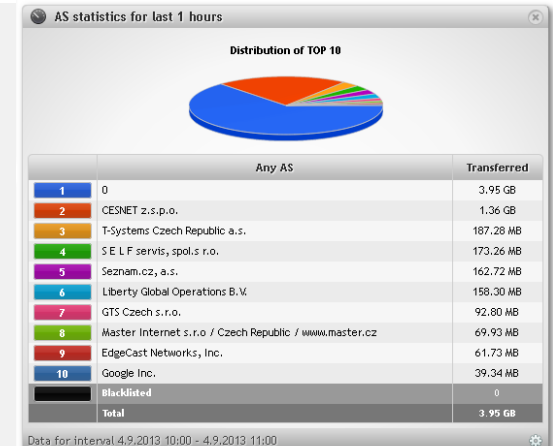 AS statistics for last 1 hours
Distribution of TOP 10
Any AS Transferred
1 0 3.95 GB
2 CESNET z.s.p.o. 1.36 GB
3 T-Systems Czech Republic a.s. 187.28 MB
4 S E L F servis, spol.s r.o. 173.26 MB
5 Seznam.cz, a.s. 162.72 MB
6 Liberty Global Operations B.V. 158.30 MB
7 GTS Czech s.r.o. 92.80 MB
8 Master Internet s.r.o / Czech Republic / www.master.cz 69.93 MB
9 EdgeCast Networks, Inc. 61.73 MB
10 Google Inc. 39.34 MB
Blacklisted 0
Total 3.95 GB
Data for interval 4.9.2013 10:00 - 4.9.2013 11:00